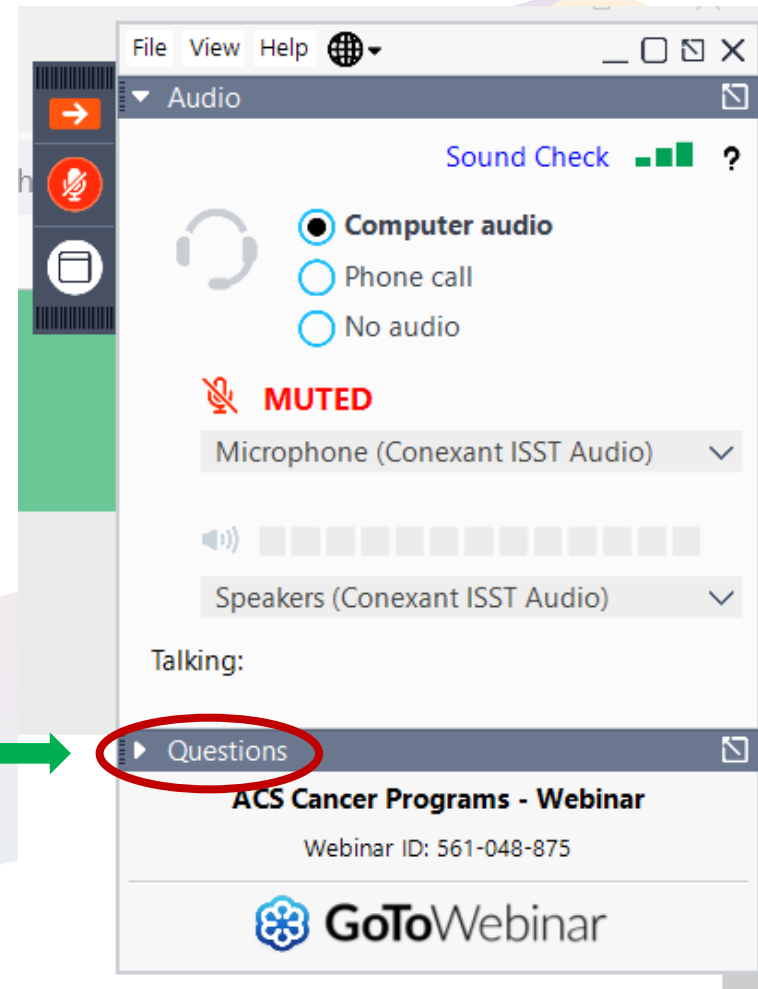 File View Help
Audio
Sound Check ?
Computer audio
Phone call
No audio
MUTED
Microphone (Conexant ISST Audio)
Speakers (Conexant ISST Audio)
Talking:
Questions
ACS Cancer Programs - Webinar
Webinar ID: 561-048-875
GoToWebinar